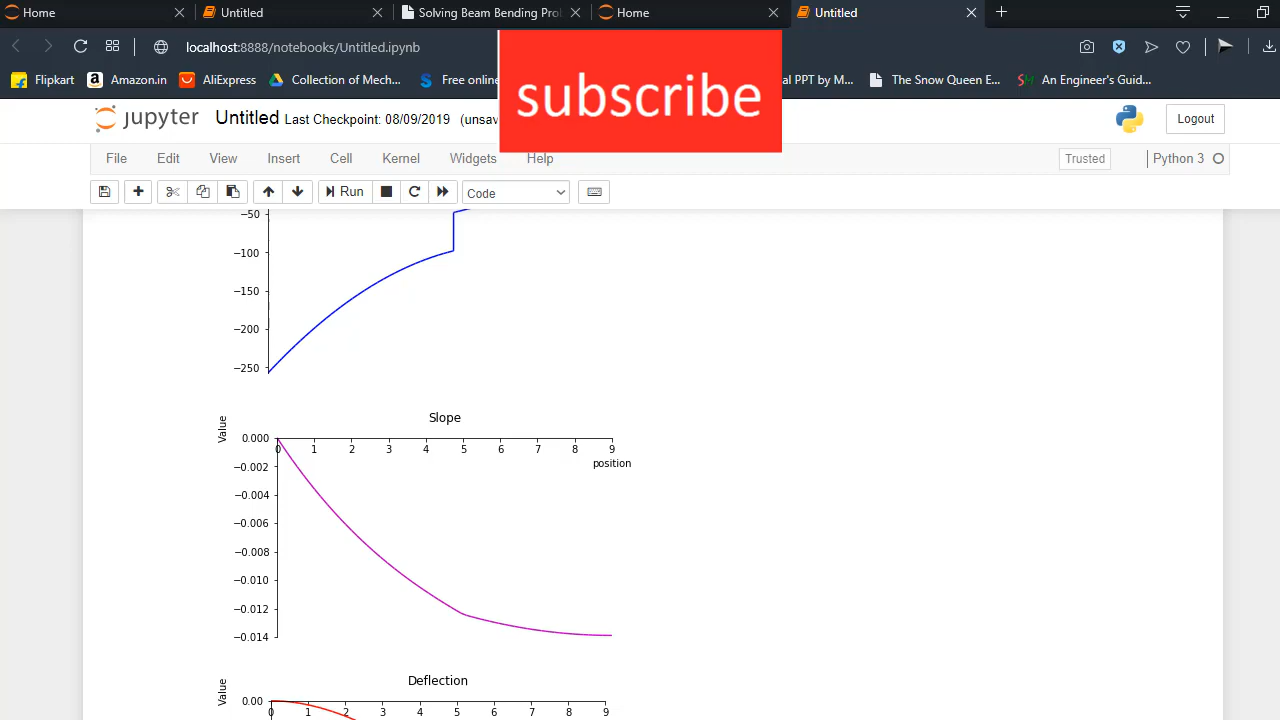 Home
Untitled
Solving Beam Bending Pro
Home
Untitled
localhost:8888/notebooks/Untitled.ipynb
Flipkart
Amazon.in
AliExpress
Collection of Mech...
Free onlin
al PPT by M...
The Snow Queen E...
An Engineer's Guid...
subscribe
jupyter Untitled Last Checkpoint: 08/09/2019 (unsav
Logout
File Edit View Insert Cell Kernel Widgets Help
Trusted
Python 3
Run
Code
−50
−100
−150
−200
−250
Slope
Value
0.000
0 1 2 3 4 5 6 7 8 9
position
−0.002
−0.004
−0.006
−0.008
−0.010
−0.012
−0.014
Deflection
Value
0.00
0 1 2 3 4 5 6 7 8 9